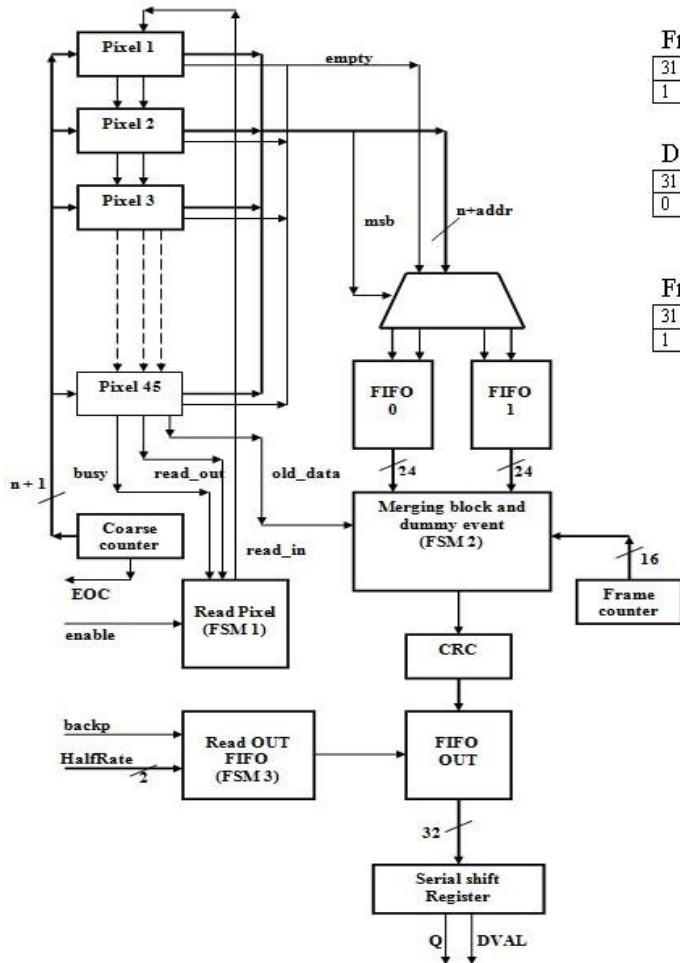 Pixel 1
empty
Pixel 2
Pixel 3
msb
n+addr
Pixel 45
FIFO
0
FIFO
1
busy
read_out
old_data
24
24
n + 1
Coarse
counter
read_in
Merging block and
dummy event
(FSM 2)
16
EOC
enable
Read Pixel
(FSM 1)
Frame
counter
CRC
backp
HalfRate
2
Read OUT
FIFO
(FSM 3)
FIFO
OUT
32
Serial shift
Register
Q
DVAL
31
1
31
0
31
1